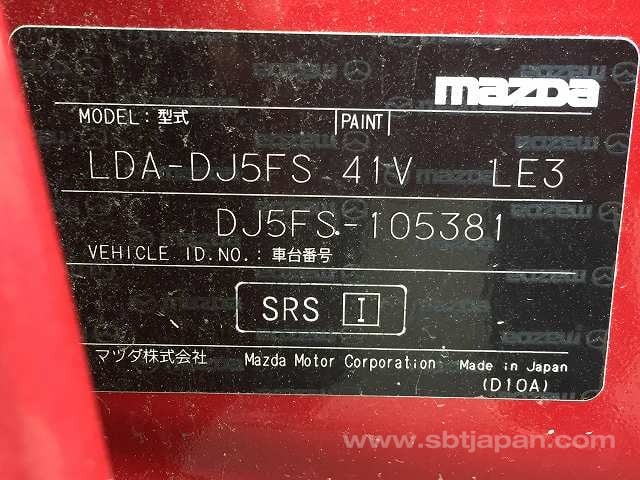 mazda
MODEL: 型式 PAINT
LDA-DJ5FS 41V LE3
DJ5FS-105381
VEHICLE ID.NO.: 車台番号
SRS I
マツダ株式会社 Mazda Motor Corporation Made in Japan
(D10A)
www.sbtjapan.com